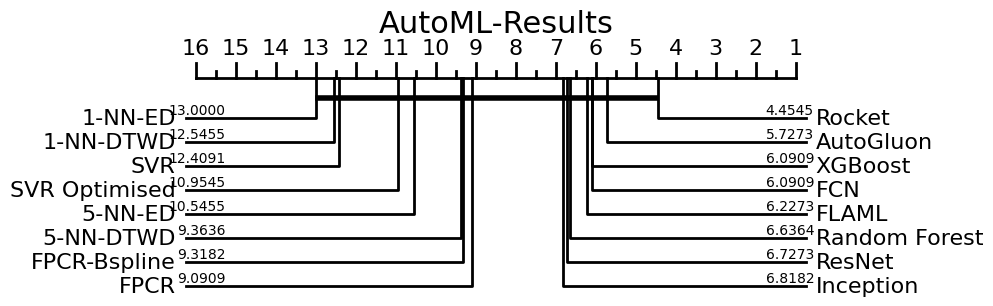 AutoML-Results
16 15 14 13 12 11 10 9 8 7 6 5 4 3 2 1
1-NN-ED 13.0000 4.4545 Rocket
1-NN-DTWD 12.5455 5.7273 AutoGluon
SVR 12.4091 6.0909 XGBoost
SVR Optimised 10.9545 6.0909 FCN
5-NN-ED 10.5455 6.2273 FLAML
5-NN-DTWD 9.3636 6.6364 Random Forest
FPCR-Bspline 9.3182 6.7273 ResNet
FPCR 9.0909 6.8182 Inception